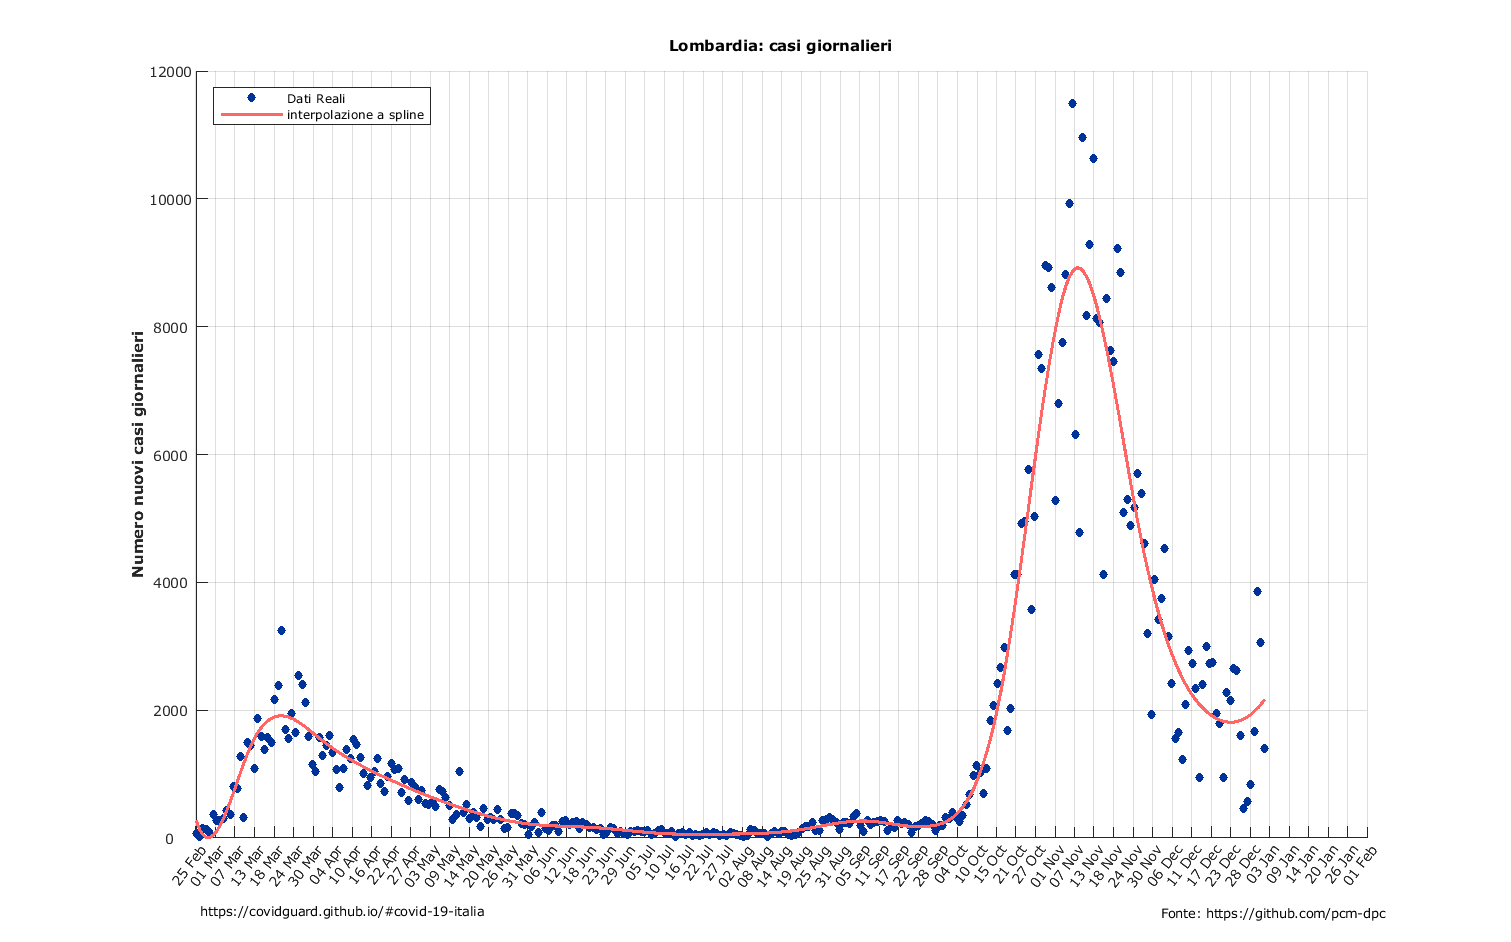 Lombardia: casi giornalieri
12000
10000
8000
6000
4000
2000
0
Numero nuovi casi giornalieri
Dati Reali
interpolazione a spline
25 Feb
01 Mar
07 Mar
13 Mar
18 Mar
24 Mar
30 Mar
04 Apr
10 Apr
16 Apr
22 Apr
27 Apr
03 May
09 May
14 May
20 May
26 May
31 May
06 Jun
12 Jun
18 Jun
23 Jun
29 Jun
05 Jul
10 Jul
16 Jul
22 Jul
27 Jul
02 Aug
08 Aug
14 Aug
19 Aug
25 Aug
31 Aug
05 Sep
11 Sep
17 Sep
22 Sep
28 Sep
04 Oct
10 Oct
15 Oct
21 Oct
27 Oct
01 Nov
07 Nov
13 Nov
18 Nov
24 Nov
30 Nov
06 Dec
11 Dec
17 Dec
23 Dec
28 Dec
03 Jan
09 Jan
14 Jan
20 Jan
26 Jan
01 Feb
https://covidguard.github.io/#covid-19-italia
Fonte: https://github.com/pcm-dpc